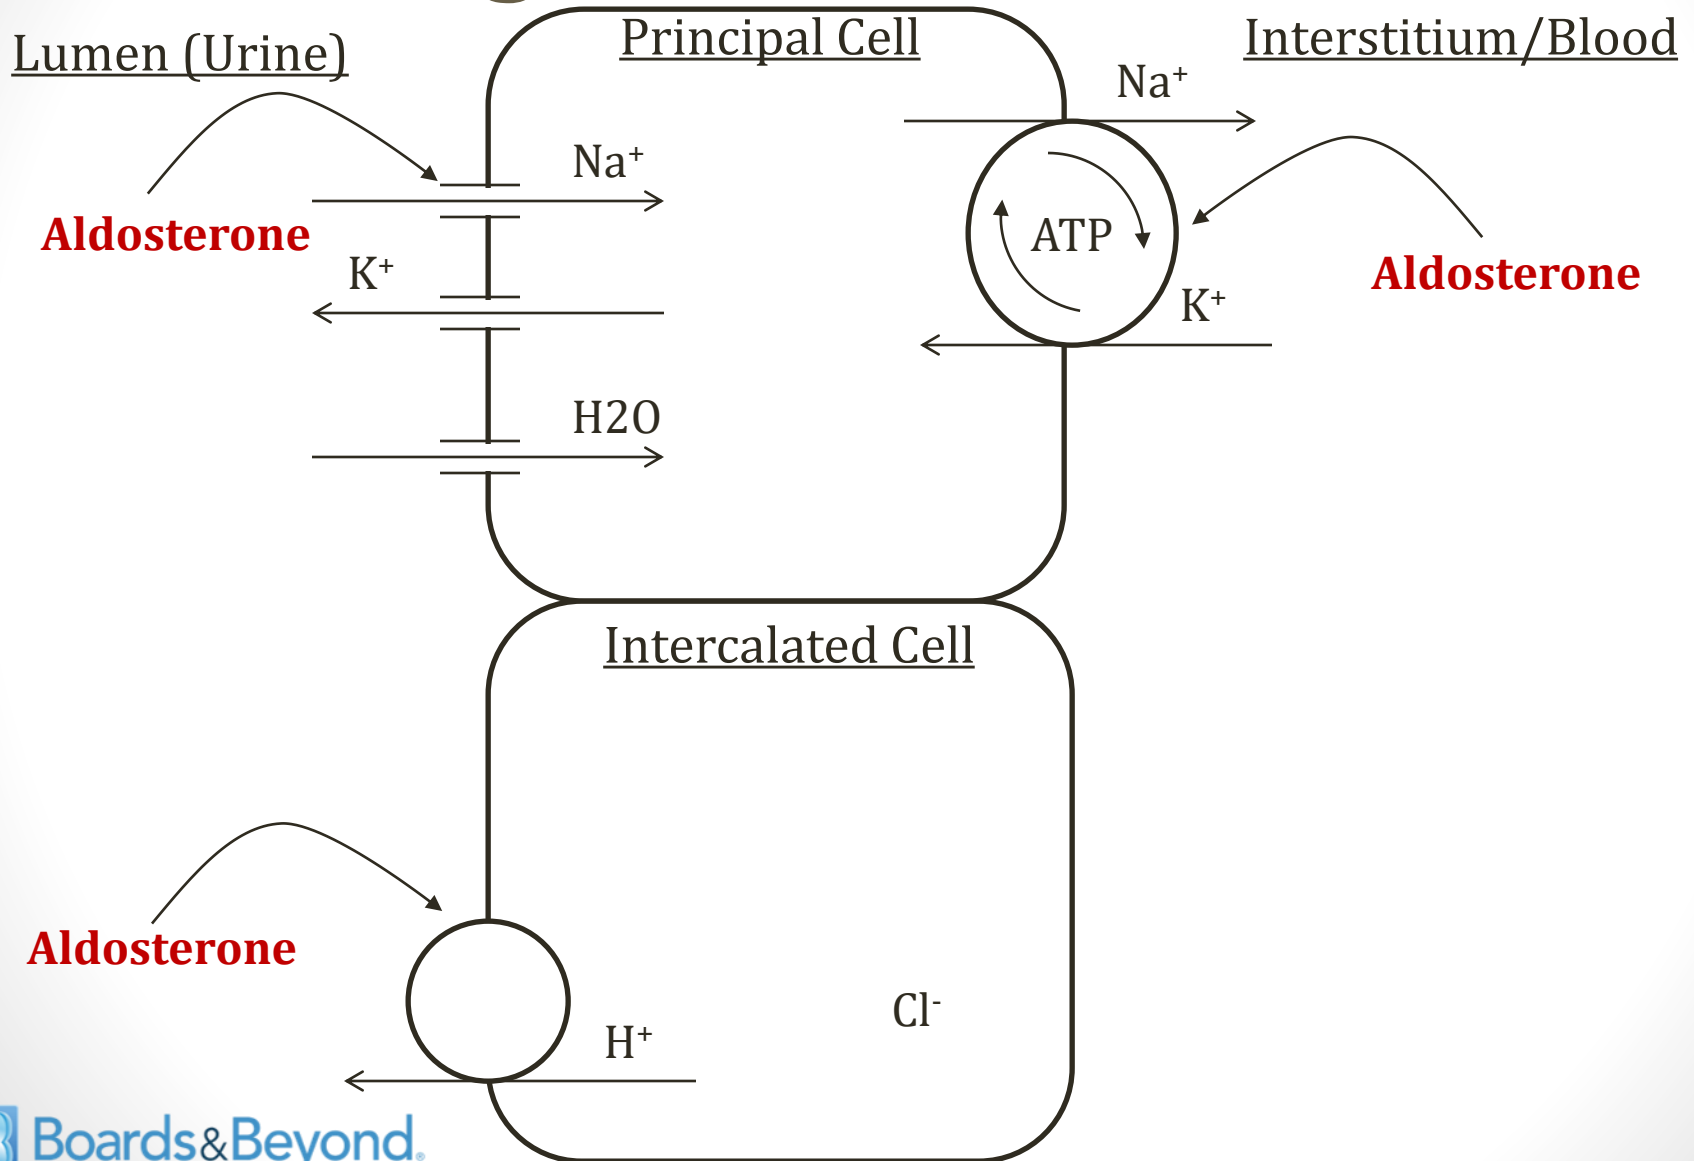 Lumen (Urine)
Principal Cell
Interstitium/Blood
Na⁺
Na⁺
Aldosterone
ATP
K⁺
Aldosterone
K⁺
H2O
Intercalated Cell
Aldosterone
Cl⁻
H⁺
Boards&Beyond.